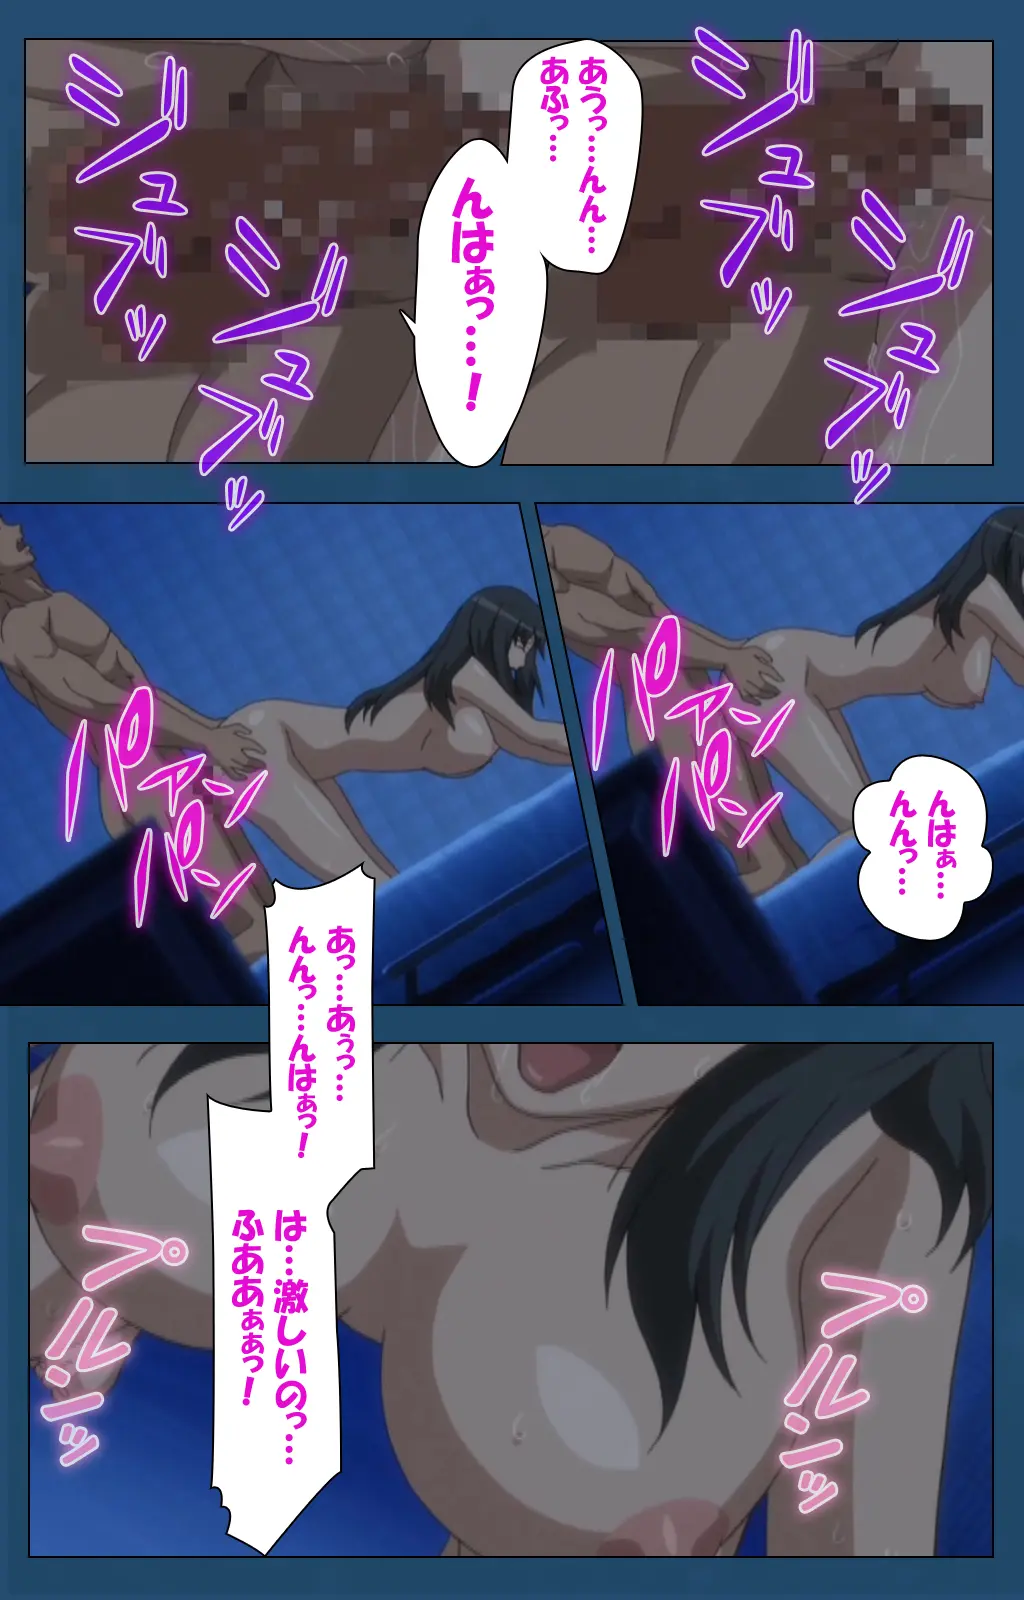 ジュブッ
ジュブッ
あうっ…んん…
あふっ…
んはぁっ…!
ジュブッ
ジュブッ
パァン
パン
んはぁ…
んんっ…
パァン
パン
あっ…あぅっ…
んんっ…んはぁっ!
は…激しいのっ…
ふああぁぁっ!
プルンッ
プルンッ